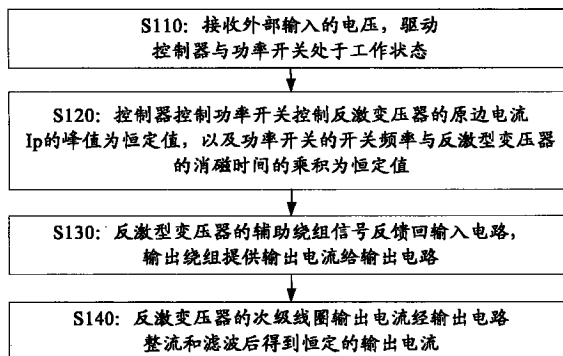 S110：接收外部输入的电压，驱动
控制器与功率开关处于工作状态
S120：控制器控制功率开关控制反激变压器的原边电流
Ip的峰值为恒定值，以及功率开关的开关频率与反激型变压器
的消磁时间的乘积为恒定值
S130：反激型变压器的辅助绕组信号反馈回输入电路，
输出绕组提供输出电流给输出电路
S140：反激变压器的次级线圈输出电流经输出电路
整流和滤波后得到恒定的输出电流